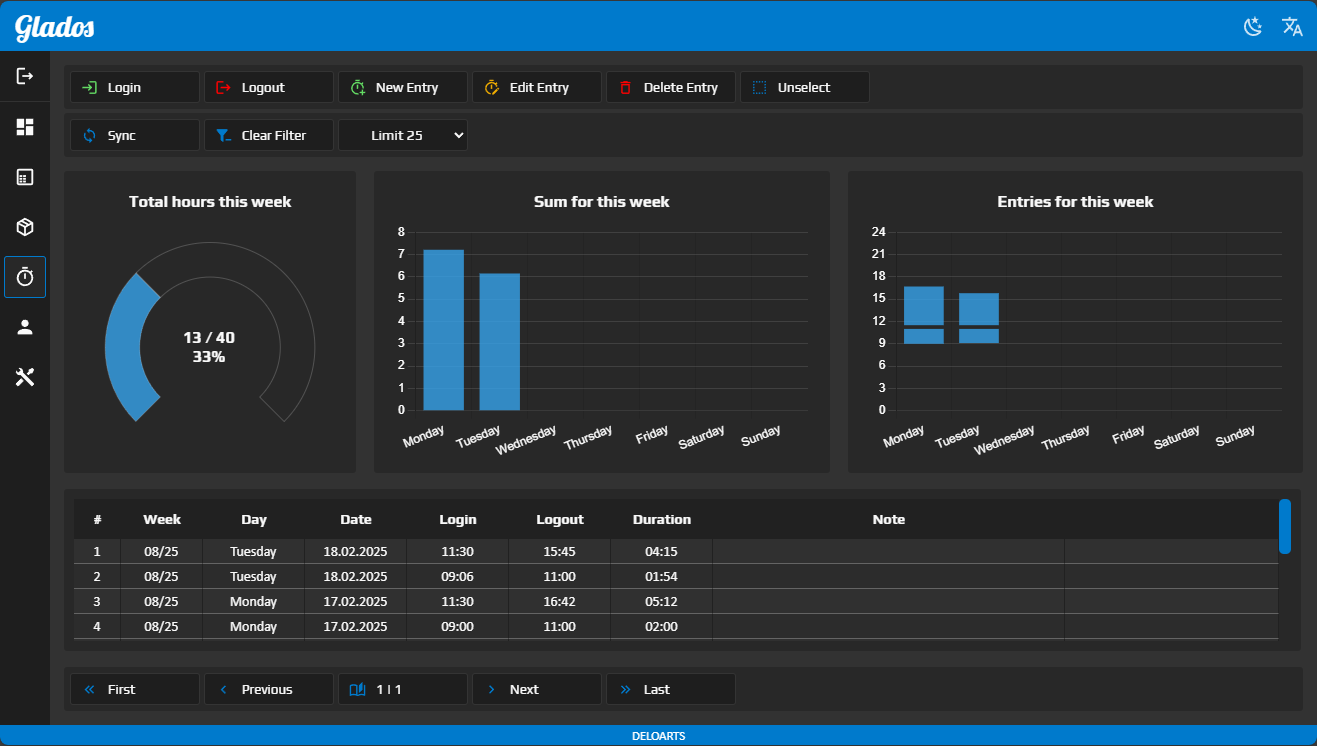 Glados
Login Logout New Entry Edit Entry Delete Entry Unselect
Sync Clear Filter Limit 25
Total hours this week
13 / 40
33%
Sum for this week
8
7
6
5
4
3
2
1
0
Monday Tuesday Wednesday Thursday Friday Saturday Sunday
Entries for this week
24
21
18
15
12
9
6
3
0
Monday Tuesday Wednesday Thursday Friday Saturday Sunday
# Week Day Date Login Logout Duration Note
1 08/25 Tuesday 18.02.2025 11:30 15:45 04:15
2 08/25 Tuesday 18.02.2025 09:06 11:00 01:54
3 08/25 Monday 17.02.2025 11:30 16:42 05:12
4 08/25 Monday 17.02.2025 09:00 11:00 02:00
First Previous 1 | 1 Next Last
DELOARTS